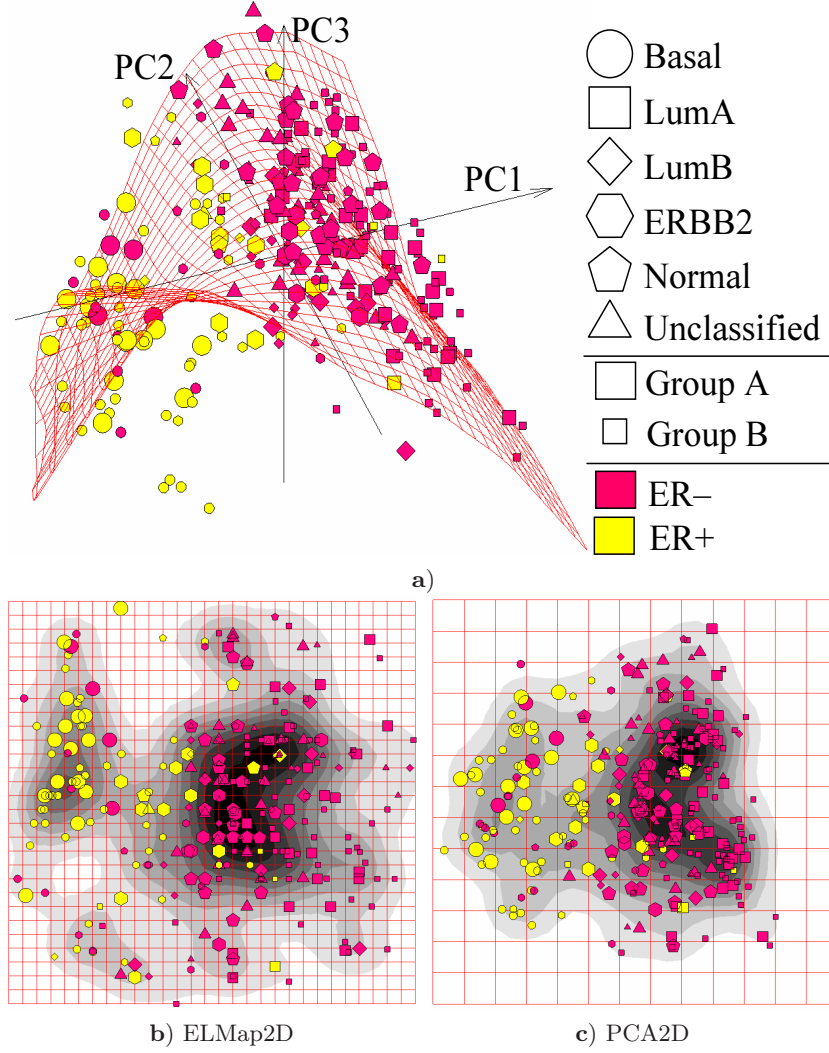 PC3
PC2
PC1
Basal
LumA
LumB
ERBB2
Normal
Unclassified
Group A
Group B
ER–
ER+
a)
b) ELMap2D
c) PCA2D